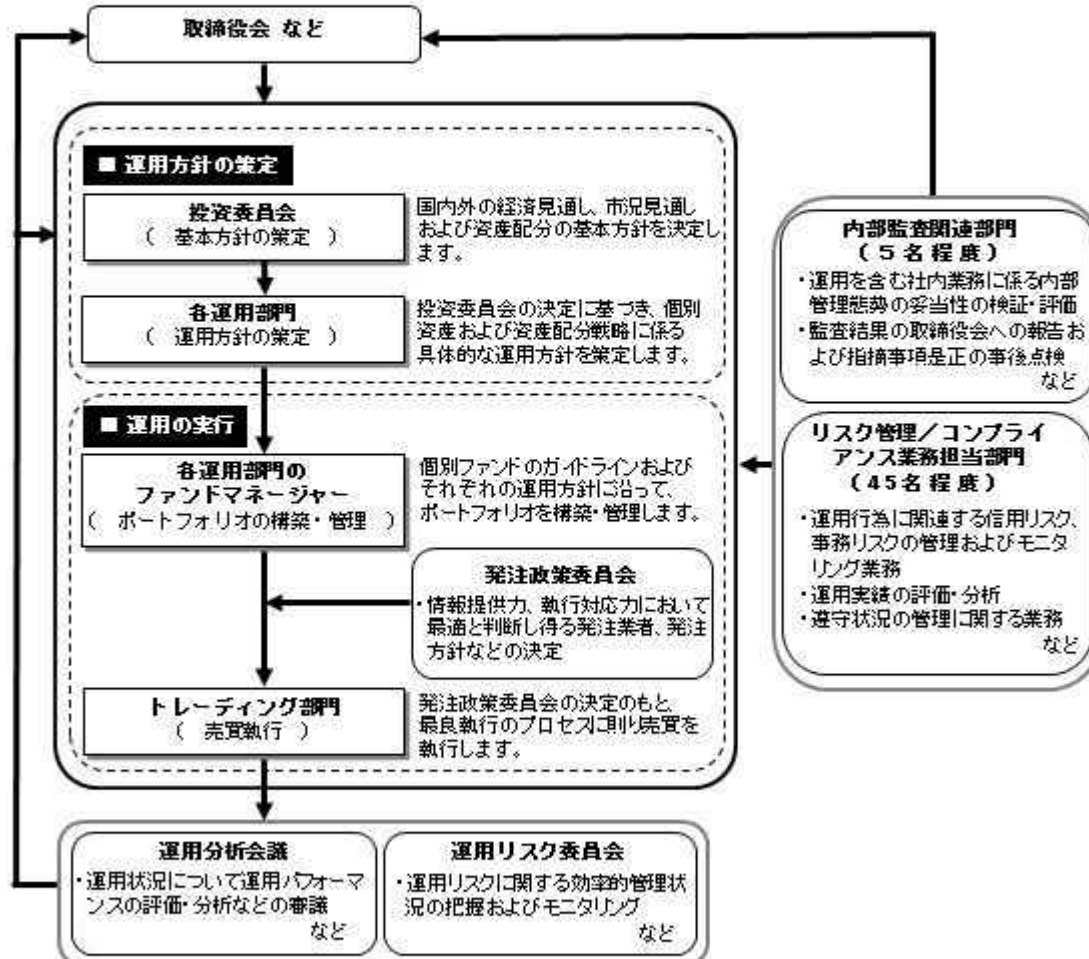 取締役会 など
■ 運用方針の策定
投資委員会
( 基本方針の策定 )
国内外の経済見通し、市況見通し
および資産配分の基本方針を決定し
ます。
各運用部門
( 運用方針の策定 )
投資委員会の決定に基づき、個別
資産および資産配分戦略に係る
具体的な運用方針を策定します。
■ 運用の実行
各運用部門の
ファンドマネージャー
( ポートフォリオの構築・管理 )
個別ファンドのガイドラインおよび
それぞれの運用方針に沿って、
ポートフォリオを構築・管理します。
発注政策委員会
・情報提供力、執行対応力において
最適と判断し得る発注業者、発注
方針などの決定
トレーディング部門
( 売買執行 )
発注政策委員会の決定のもと、
最良執行のプロセスに則り売買を
執行します。
運用分析会議
・運用状況について運用パフォーマ
ンスの評価・分析などの審議
など
運用リスク委員会
・運用リスクに関する効率的管理状
況の把握およびモニタリング
など
内部監査関連部門
(5名程度)
・運用を含む社内業務に係る内部
管理態勢の妥当性の検証・評価
・監査結果の取締役会への報告お
よび指摘事項是正の事後点検
など
リスク管理/コンプライ
アンス業務担当部門
(45名程度)
・運用行為に関連する信用リスク、
事務リスクの管理およびモニタ
リング業務
・運用実績の評価・分析
・遵守状況の管理に関する業務
など